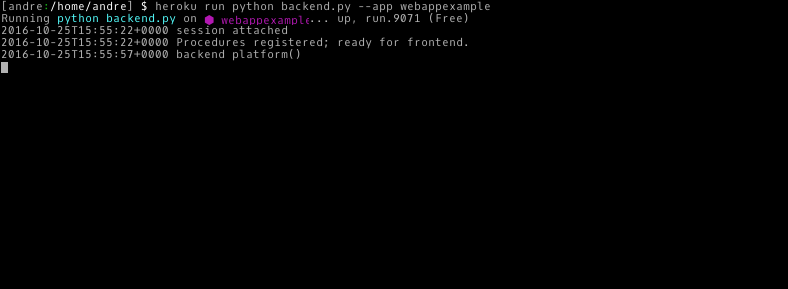 [andre:/home/andre] $ heroku run python backend.py --app webappexample
Running python backend.py on ⬢ webappexample... up, run.9071 (Free)
2016-10-25T15:55:22+0000 session attached
2016-10-25T15:55:22+0000 Procedures registered; ready for frontend.
2016-10-25T15:55:57+0000 backend platform()